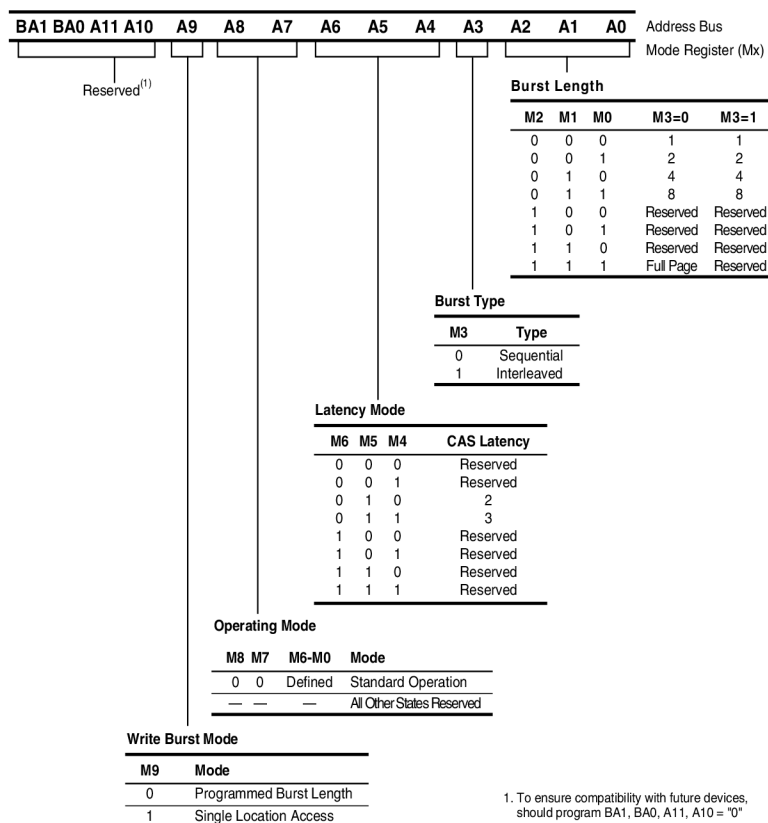 BA1 BA0 A11 A10 A9 A8 A7 A6 A5 A4 A3 A2 A1 A0 Address Bus
Mode Register (Mx)
Reserved(1)
Burst Length
M2 M1 M0 M3=0 M3=1
0 0 0 1 1
0 0 1 2 2
0 1 0 4 4
0 1 1 8 8
1 0 0 Reserved Reserved
1 0 1 Reserved Reserved
1 1 0 Reserved Reserved
1 1 1 Full Page Reserved
Burst Type
M3 Type
0 Sequential
1 Interleaved
Latency Mode
M6 M5 M4 CAS Latency
0 0 0 Reserved
0 0 1 Reserved
0 1 0 2
0 1 1 3
1 0 0 Reserved
1 0 1 Reserved
1 1 0 Reserved
1 1 1 Reserved
Operating Mode
M8 M7 M6-M0 Mode
0 0 Defined Standard Operation
— — — All Other States Reserved
Write Burst Mode
M9 Mode
0 Programmed Burst Length
1 Single Location Access
1. To ensure compatibility with future devices,
should program BA1, BA0, A11, A10 = "0"